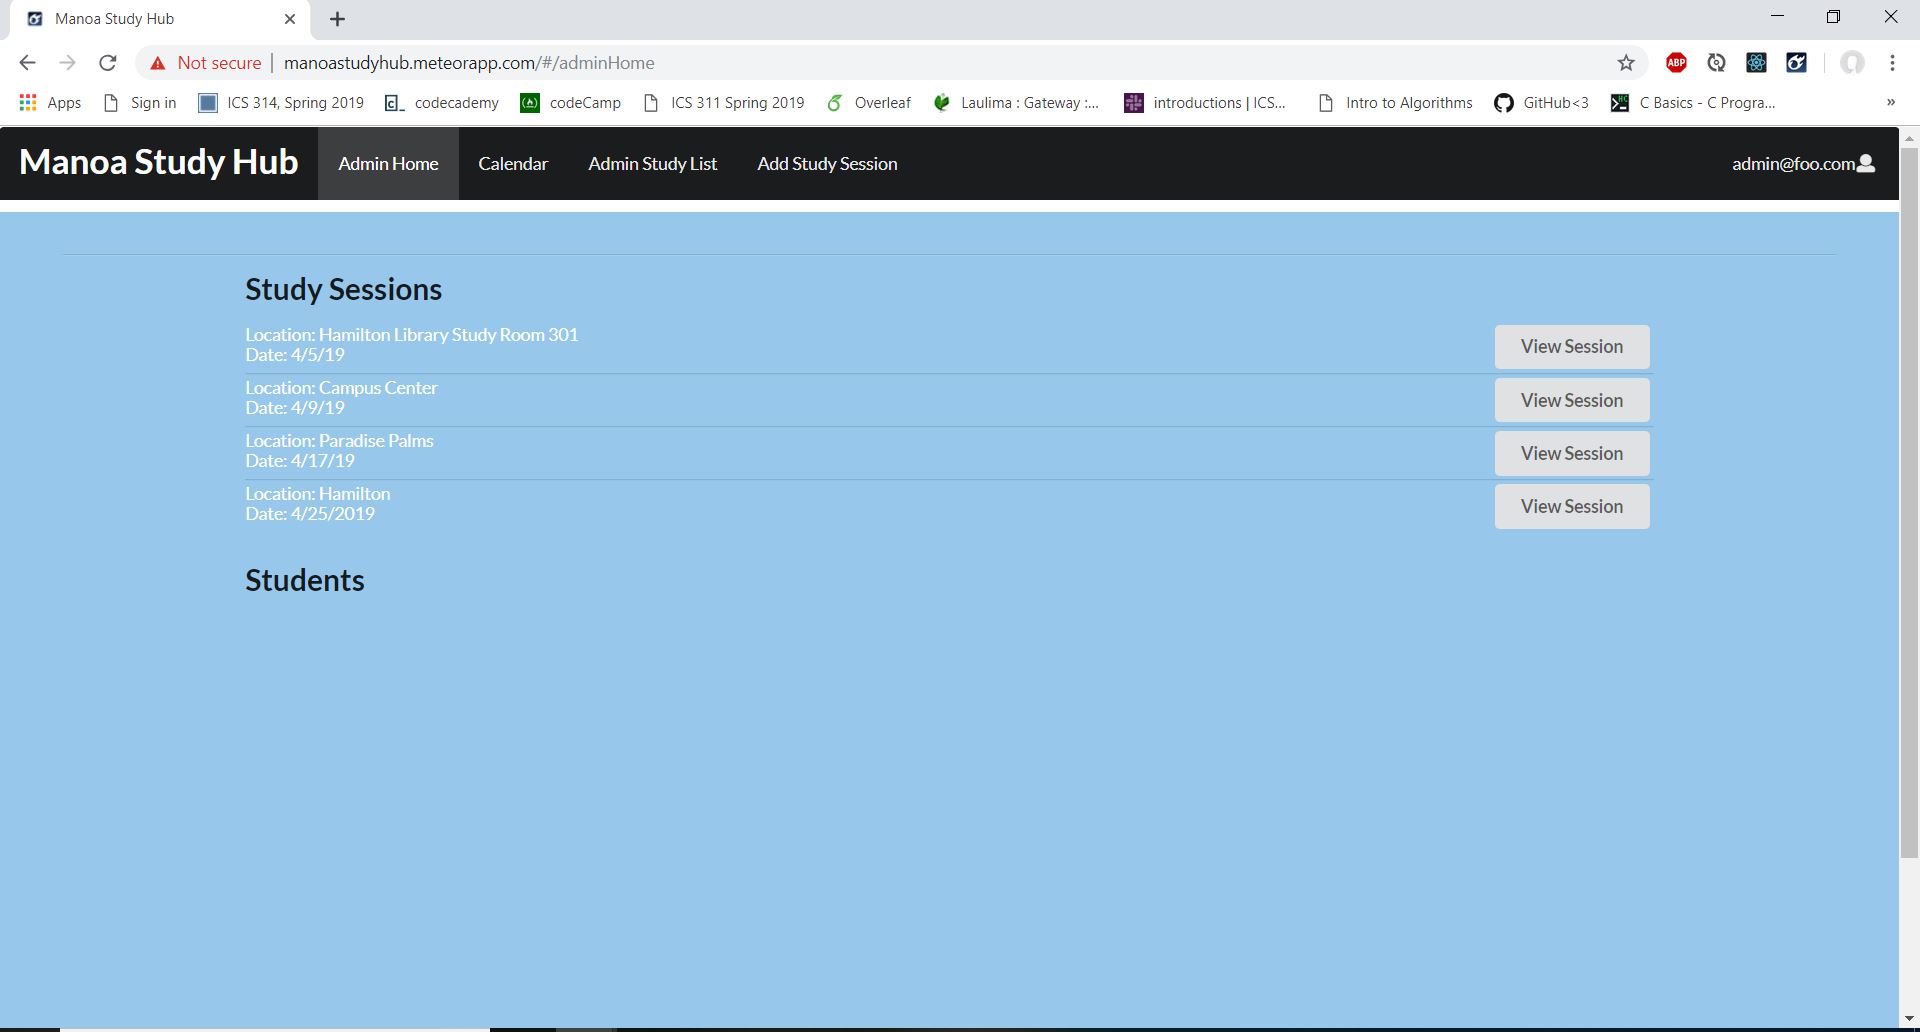 Manoa Study Hub
Not secure | manoastudyhub.meteorapp.com/#/adminHome
ABP
Apps Sign in ICS 314, Spring 2019 codecademy codeCamp ICS 311 Spring 2019 Overleaf Laulima : Gateway :... introductions | ICS... Intro to Algorithms GitHub<3 C Basics - C Progra... »
Manoa Study Hub Admin Home Calendar Admin Study List Add Study Session admin@foo.com
Study Sessions
Location: Hamilton Library Study Room 301
Date: 4/5/19
View Session
Location: Campus Center
Date: 4/9/19
View Session
Location: Paradise Palms
Date: 4/17/19
View Session
Location: Hamilton
Date: 4/25/2019
View Session
Students